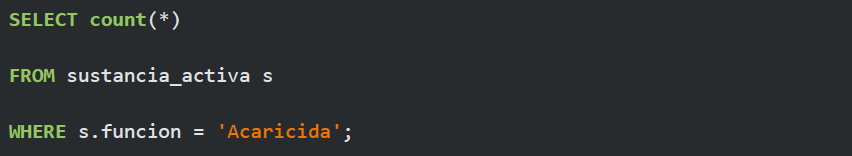 SELECT count(*)
FROM sustancia_activa s
WHERE s.funcion = 'Acaricida';